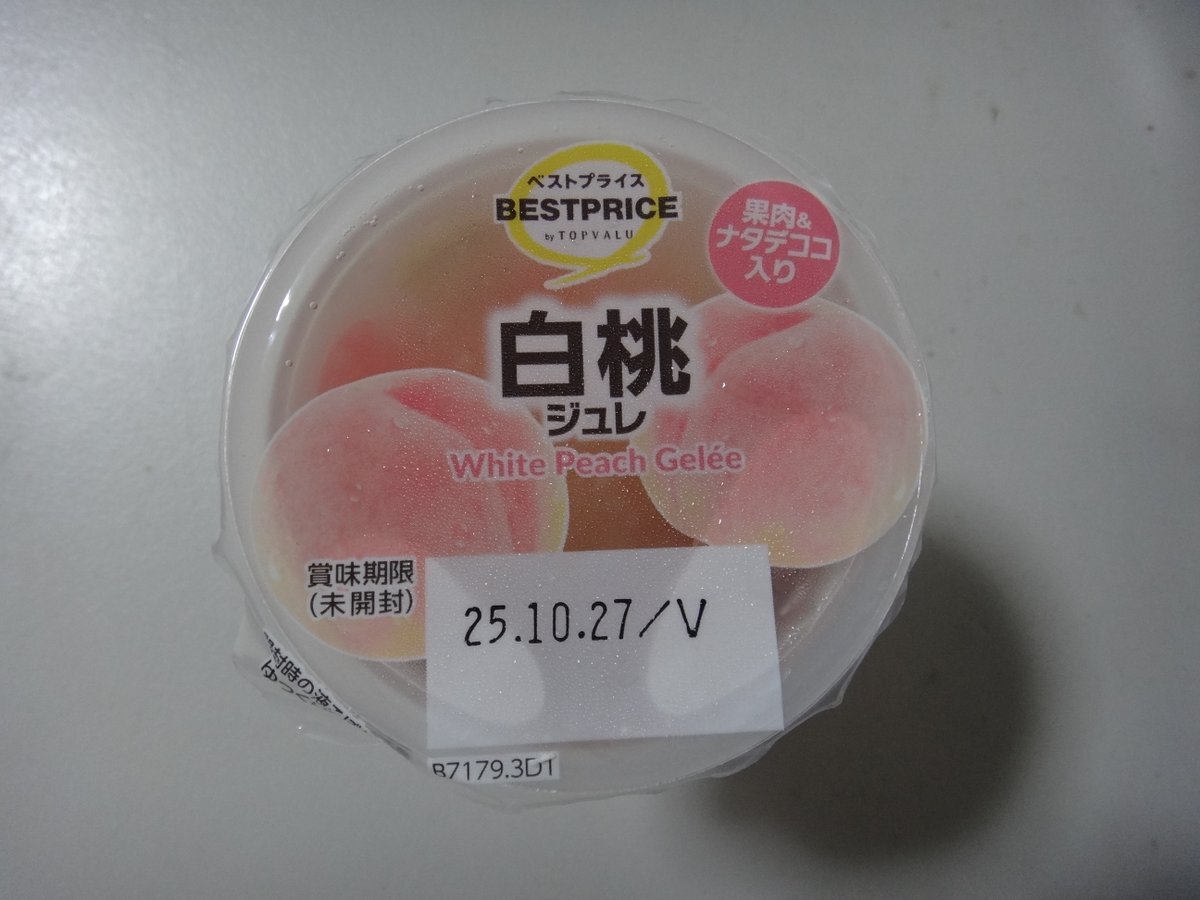 ベストプライス
BESTPRICE
by TOPVALU
果肉&
ナタデココ
入り
白桃
ジュレ
White Peach Gelée
賞味期限
(未開封)
25.10.27/V
B7179.3D1